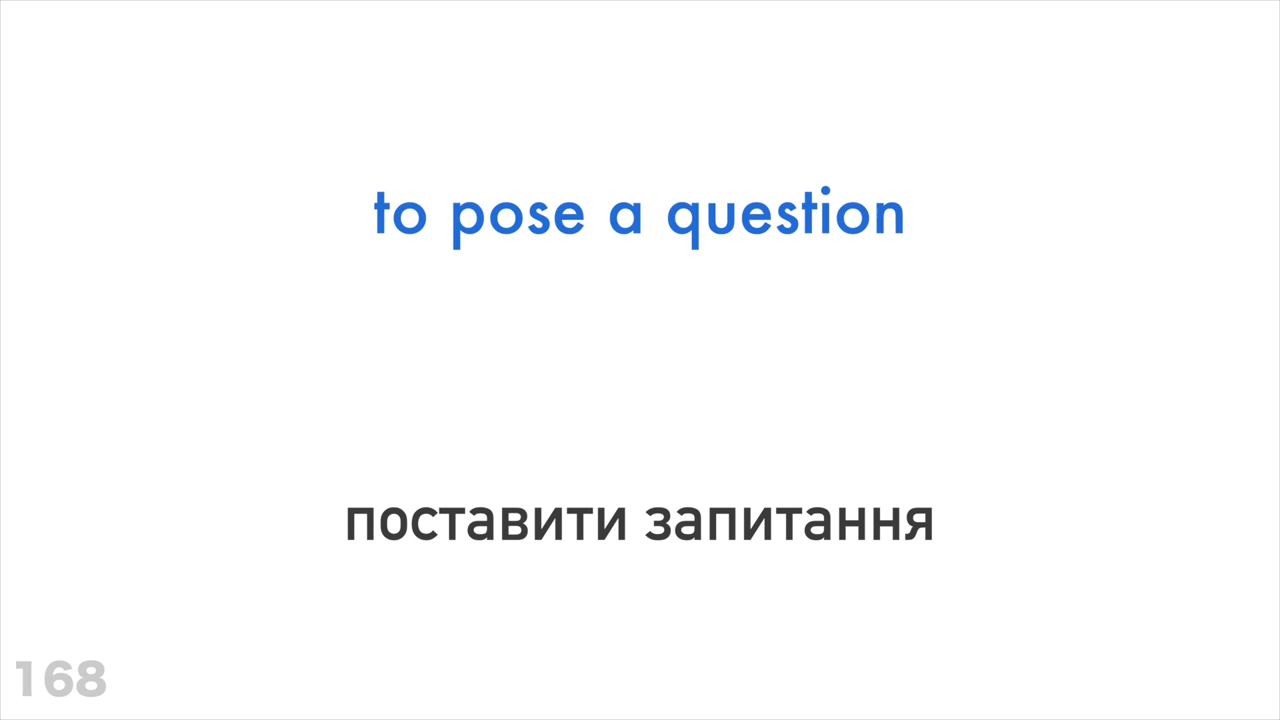 to pose a question
поставити запитання
168